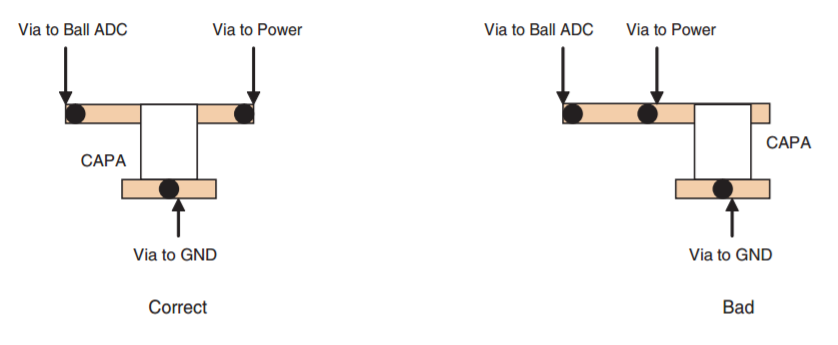 Via to Ball ADC
Via to Power
CAPA
Via to GND
Correct
Via to Ball ADC
Via to Power
CAPA
Via to GND
Bad